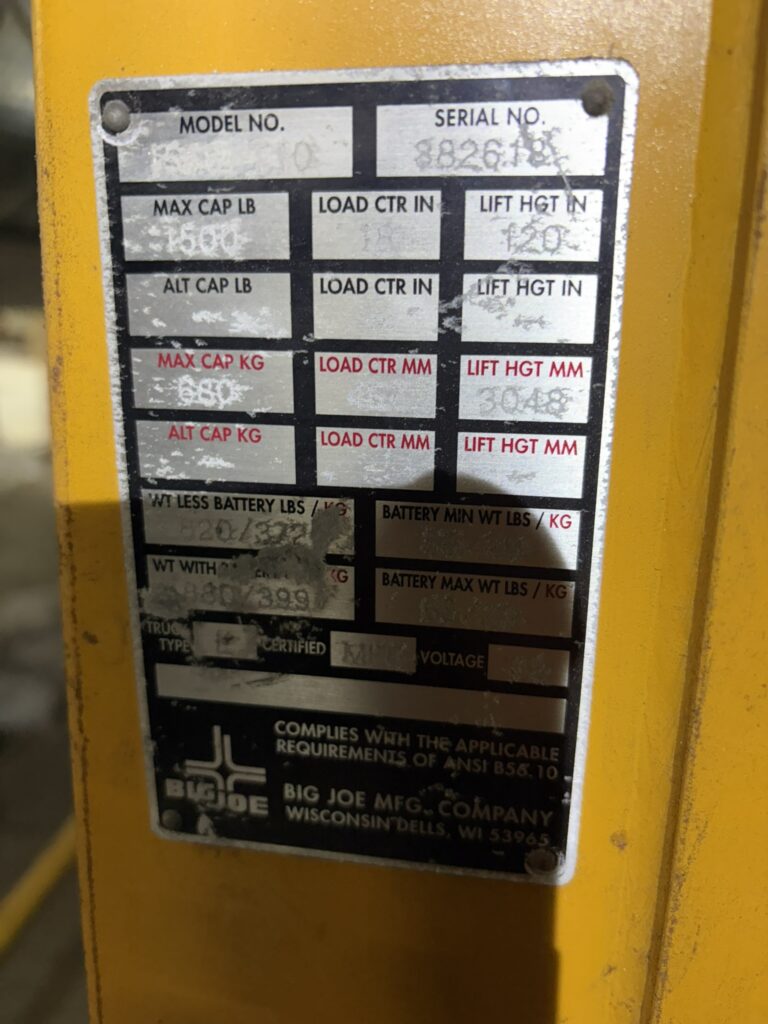 MODEL NO. SERIAL NO.
10 882618
MAX CAP LB LOAD CTR IN LIFT HGT IN
1500 18 120
ALT CAP LB LOAD CTR IN LIFT HGT IN
MAX CAP KG LOAD CTR MM LIFT HGT MM
680 3048
ALT CAP KG LOAD CTR MM LIFT HGT MM
WT LESS BATTERY LBS / KG BATTERY MIN WT LBS / KG
WT WITH KG BATTERY MAX WT LBS / KG
/399
TYPE E CERTIFIED VOLTAGE
COMPLIES WITH THE APPLICABLE
REQUIREMENTS OF ANSI B56.10
BIG JOE
BIG JOE MFG. COMPANY
WISCONSIN DELLS, WI 53965